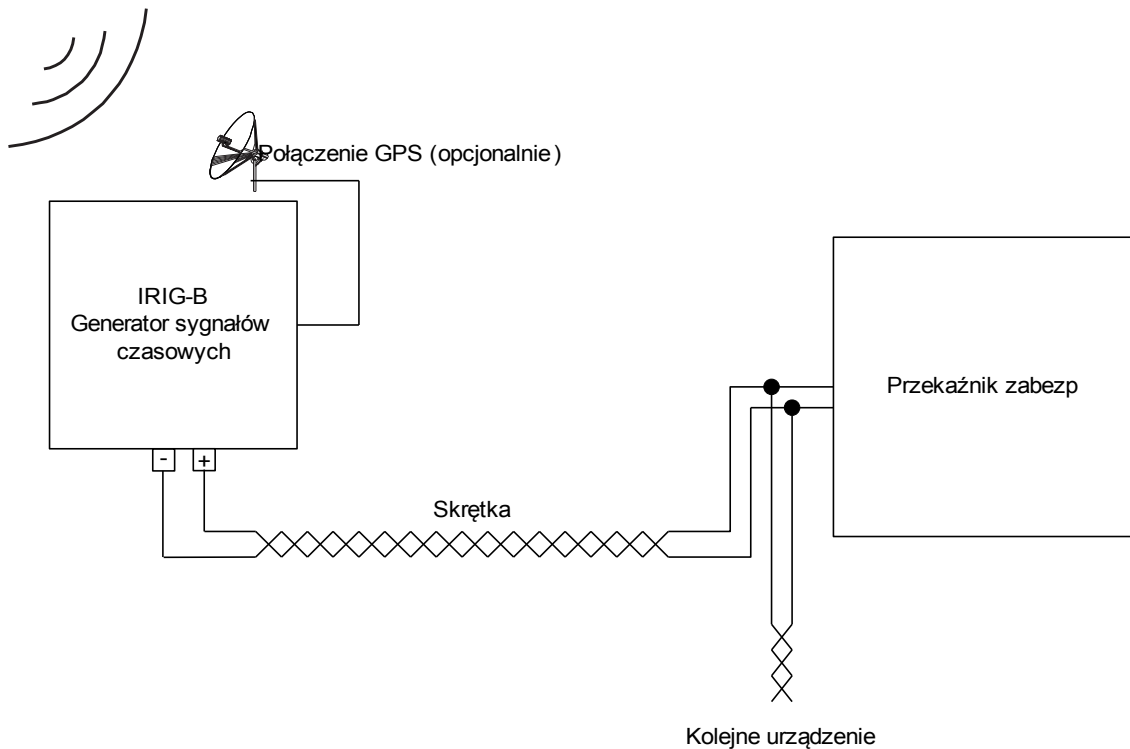 Połączenie GPS (opcjonalnie)
IRIG-B
Generator sygnałów
czasowych
Przekaźnik zabezp
- +
Skrętka
Kolejne urządzenie